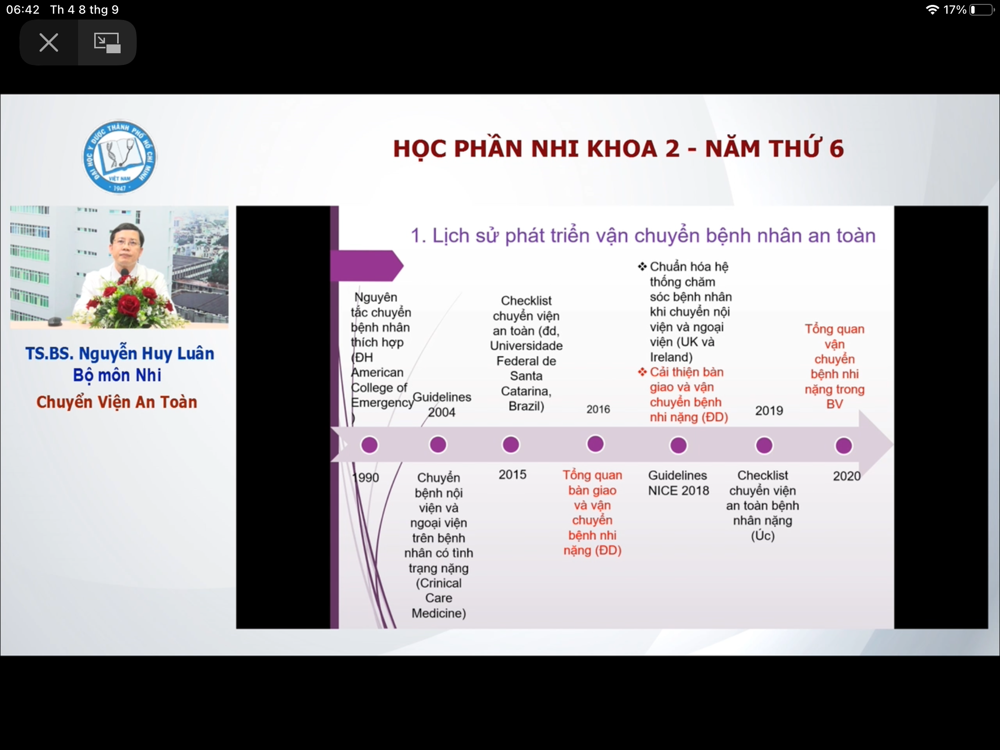 06:42 Th 4 8 thg 9
17%
ĐẠI HỌC Y DƯỢC THÀNH PHỐ HỒ CHÍ MINH
VIỆT NAM
1947
HỌC PHẦN NHI KHOA 2 - NĂM THỨ 6
TS.BS. Nguyễn Huy Luân
Bộ môn Nhi
Chuyển Viện An Toàn
1. Lịch sử phát triển vận chuyển bệnh nhân an toàn
Nguyên
tắc chuyển
bệnh nhân
thích hợp
(ĐH
American
College of
Emergency
)
1990
Guidelines
2004
Chuyển
bệnh nội
viện và
ngoại viện
trên bệnh
nhân có tình
trạng nặng
(Crinical
Care
Medicine)
Checklist
chuyển viện
an toàn (đd,
Universidade
Federal de
Santa
Catarina,
Brazil)
2015
2016
Tổng quan
bàn giao
và vận
chuyển
bệnh nhi
nặng (ĐD)
❖ Chuẩn hóa hệ
thống chăm
sóc bệnh nhân
khi chuyển nội
viện và ngoại
viện (UK và
Ireland)
❖ Cải thiện bàn
giao và vận
chuyển bệnh
nhi nặng (ĐD)
Guidelines
NICE 2018
2019
Checklist
chuyển viện
an toàn bệnh
nhân nặng
(Úc)
Tổng quan
vận
chuyển
bệnh nhi
nặng trong
BV
2020